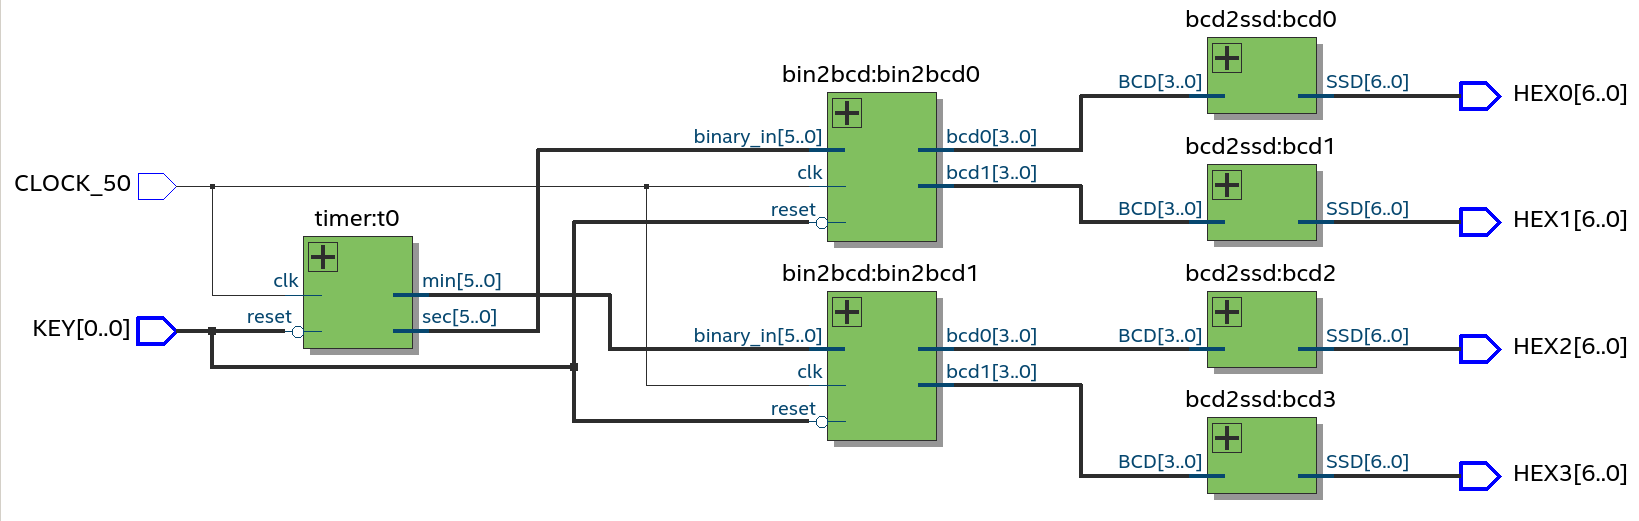 bcd2ssd:bcd0
BCD[3..0]
SSD[6..0]
HEX0[6..0]
bin2bcd:bin2bcd0
binary_in[5..0]
clk
reset
bcd0[3..0]
bcd1[3..0]
bcd2ssd:bcd1
BCD[3..0]
SSD[6..0]
HEX1[6..0]
CLOCK_50
timer:t0
clk
reset
min[5..0]
sec[5..0]
KEY[0..0]
bin2bcd:bin2bcd1
binary_in[5..0]
clk
reset
bcd0[3..0]
bcd1[3..0]
bcd2ssd:bcd2
BCD[3..0]
SSD[6..0]
HEX2[6..0]
bcd2ssd:bcd3
BCD[3..0]
SSD[6..0]
HEX3[6..0]